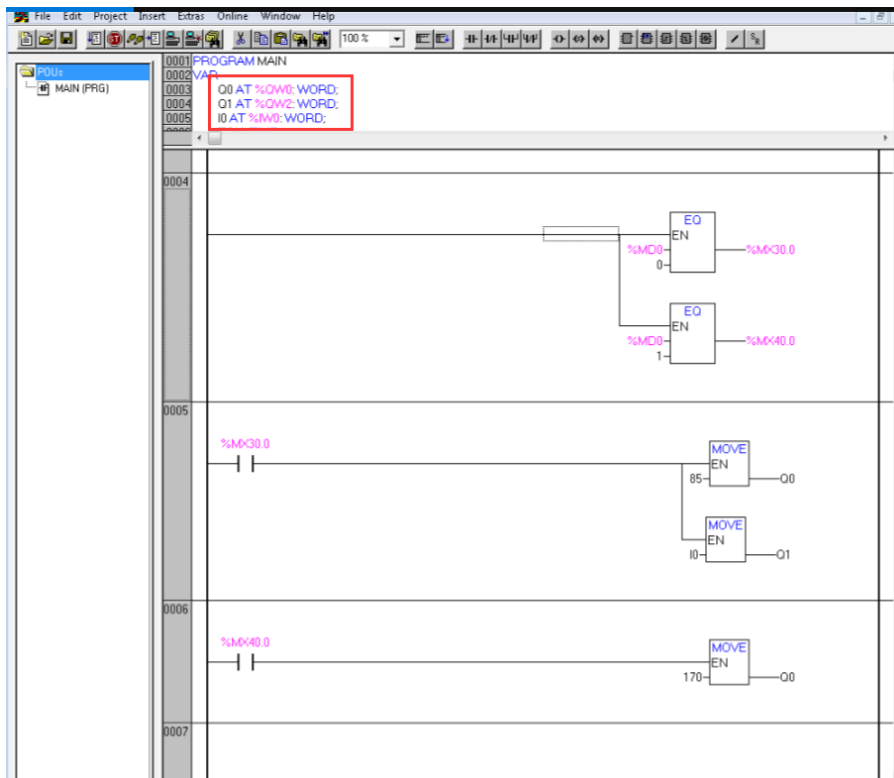 File Edit Project Insert Extras Online Window Help
100 %
POUs
MAIN (PRG)
0001 PROGRAM MAIN
0002 VAR
0003 Q0 AT %QW0: WORD;
0004 Q1 AT %QW2: WORD;
0005 I0 AT %IW0: WORD;
0004
EQ
EN
%MD0 %MX30.0
0
EQ
EN
%MD0 %MX40.0
1
0005
%MX30.0
MOVE
EN
85 Q0
MOVE
EN
I0 Q1
0006
%MX40.0
MOVE
EN
170 Q0
0007